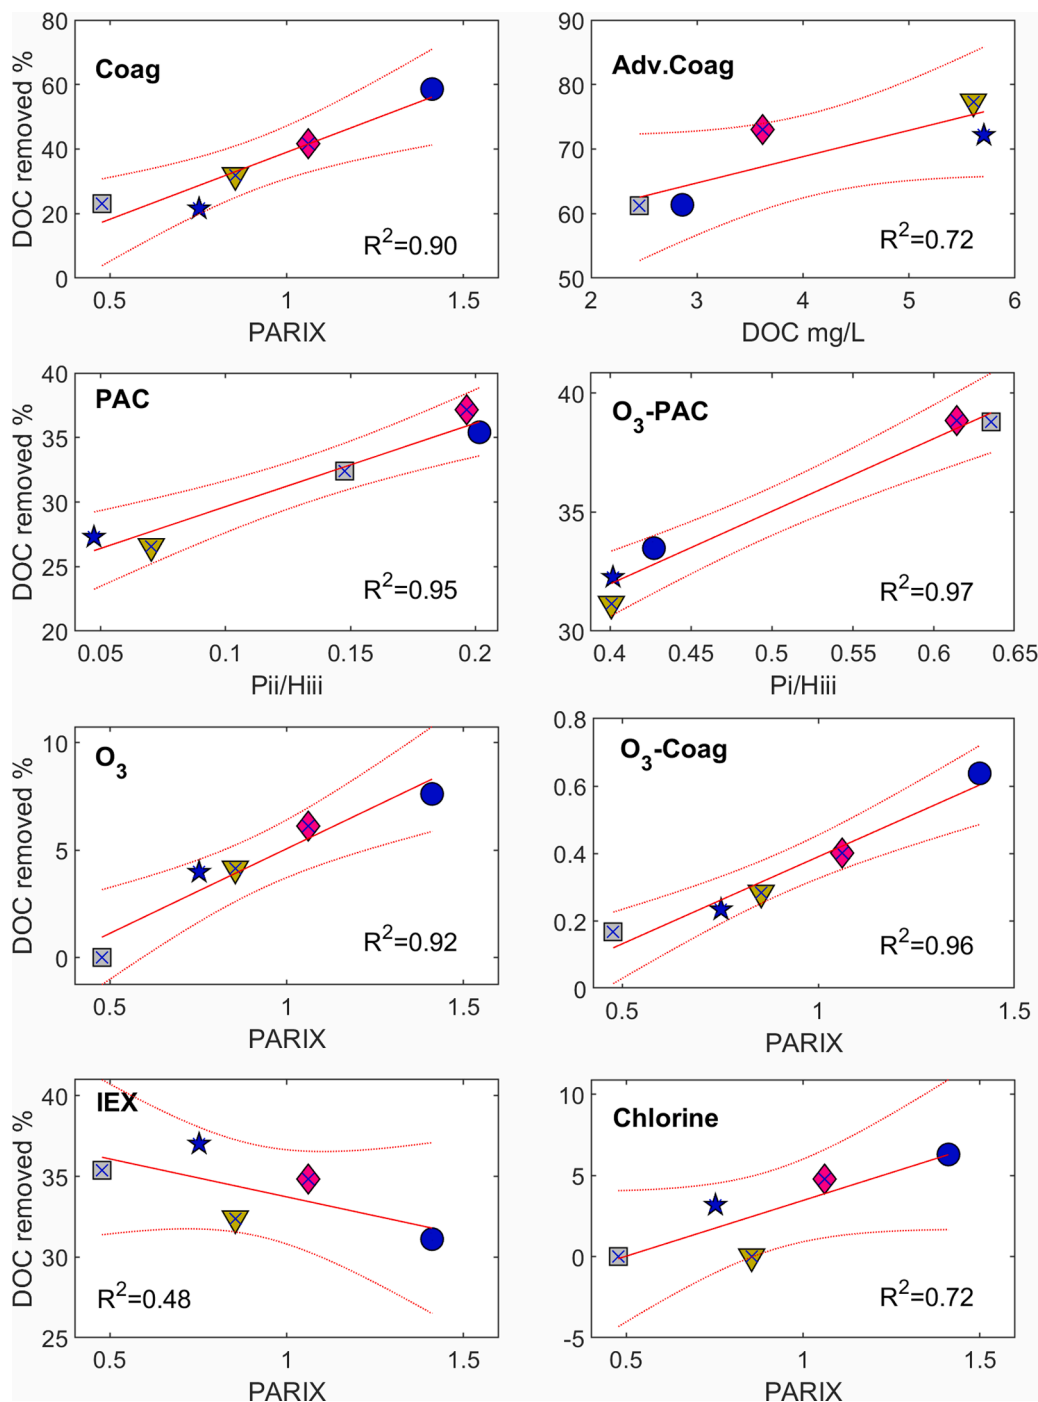 Coag
DOC removed %
80
60
40
20
0
R²=0.90
0.5 1 1.5
PARIX
Adv.Coag
90
80
70
60
50
R²=0.72
2 3 4 5 6
DOC mg/L
PAC
DOC removed %
40
35
30
25
20
R²=0.95
0.05 0.1 0.15 0.2
Pii/Hiii
O₃-PAC
40
35
30
R²=0.97
0.4 0.45 0.5 0.55 0.6 0.65
Pi/Hiii
O₃
DOC removed %
10
5
0
R²=0.92
0.5 1 1.5
PARIX
O₃-Coag
0.8
0.6
0.4
0.2
0
R²=0.96
0.5 1 1.5
PARIX
IEX
DOC removed %
40
35
30
25
R²=0.48
0.5 1 1.5
PARIX
Chlorine
10
5
0
-5
R²=0.72
0.5 1 1.5
PARIX